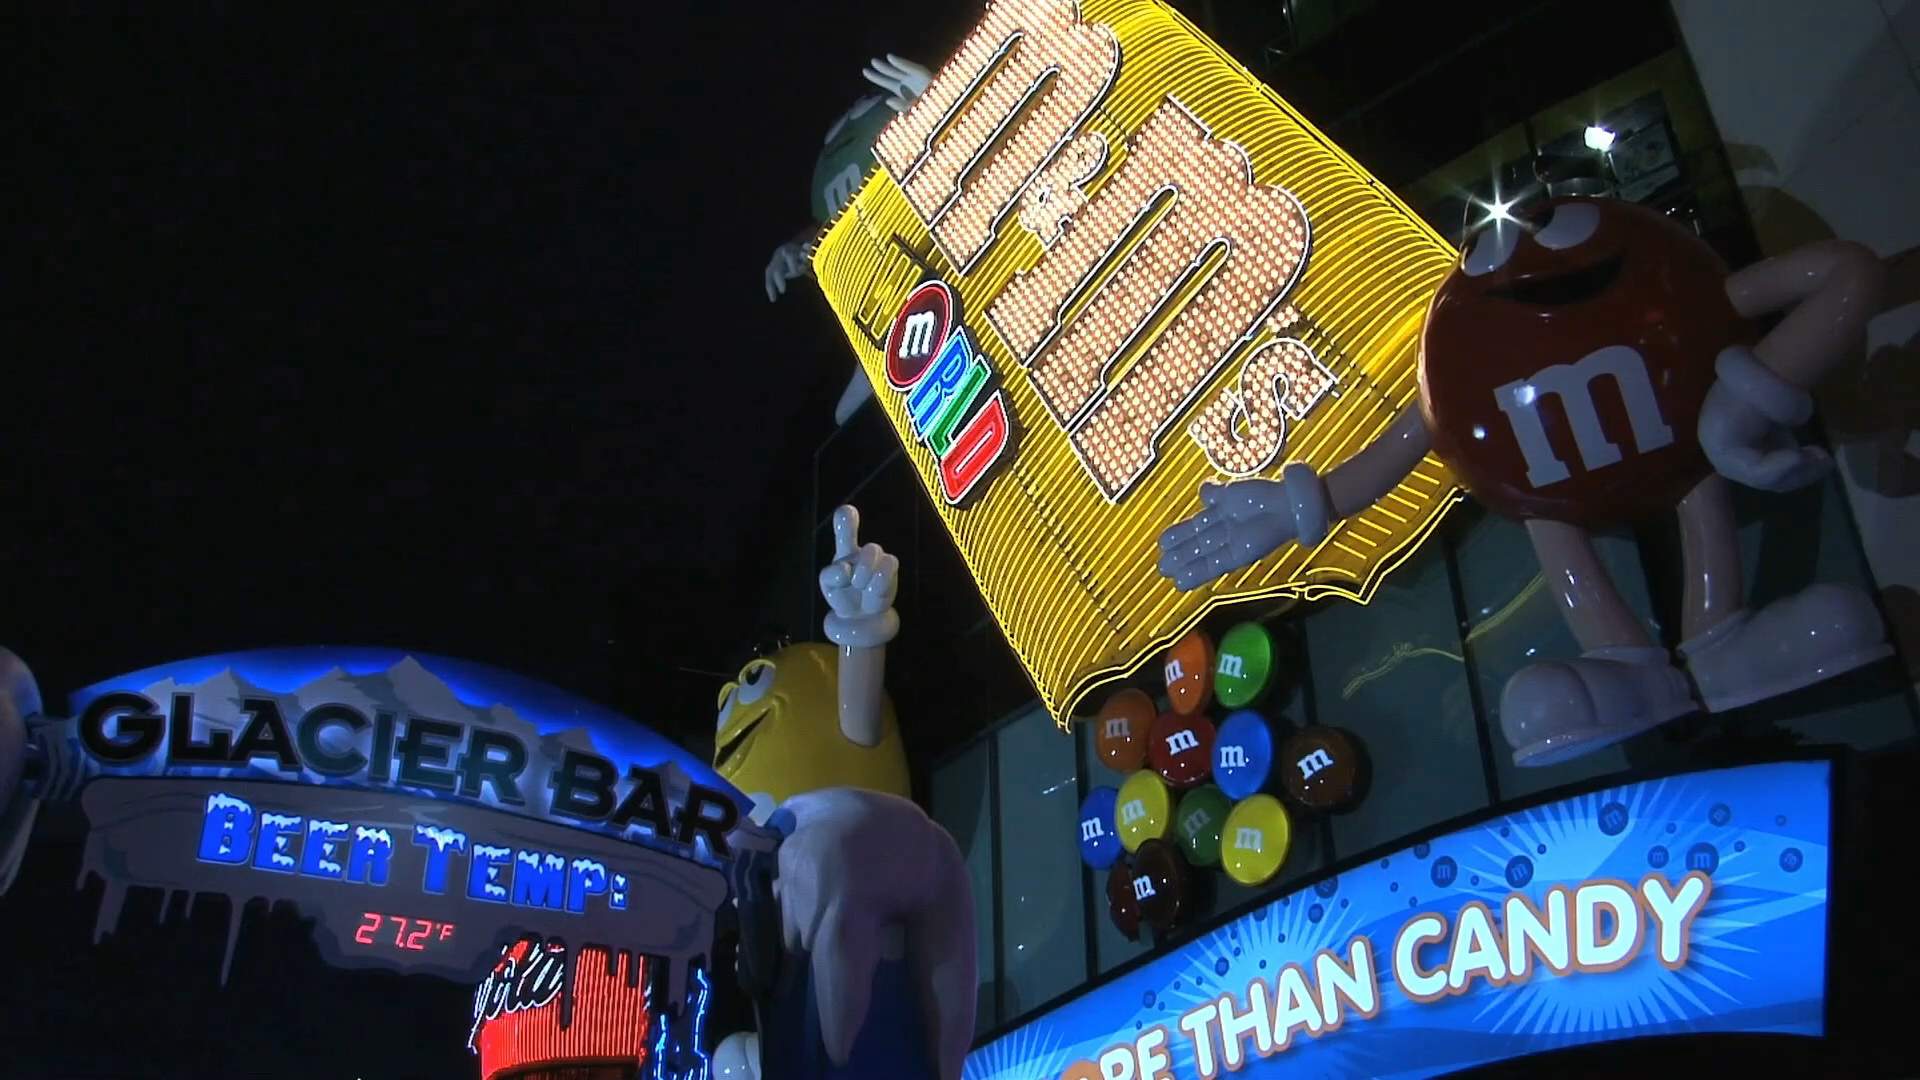 m&m's
WORLD
m
m
GLACIER BAR
BEER TEMP:
27.2°F
m m
m m m m
m m m m
m
THAN CANDY